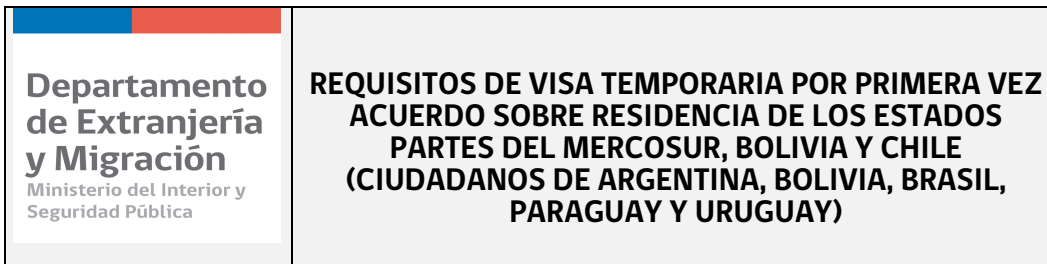 Departamento
de Extranjería
y Migración
Ministerio del Interior y
Seguridad Pública
REQUISITOS DE VISA TEMPORARIA POR PRIMERA VEZ
ACUERDO SOBRE RESIDENCIA DE LOS ESTADOS
PARTES DEL MERCOSUR, BOLIVIA Y CHILE
(CIUDADANOS DE ARGENTINA, BOLIVIA, BRASIL,
PARAGUAY Y URUGUAY)